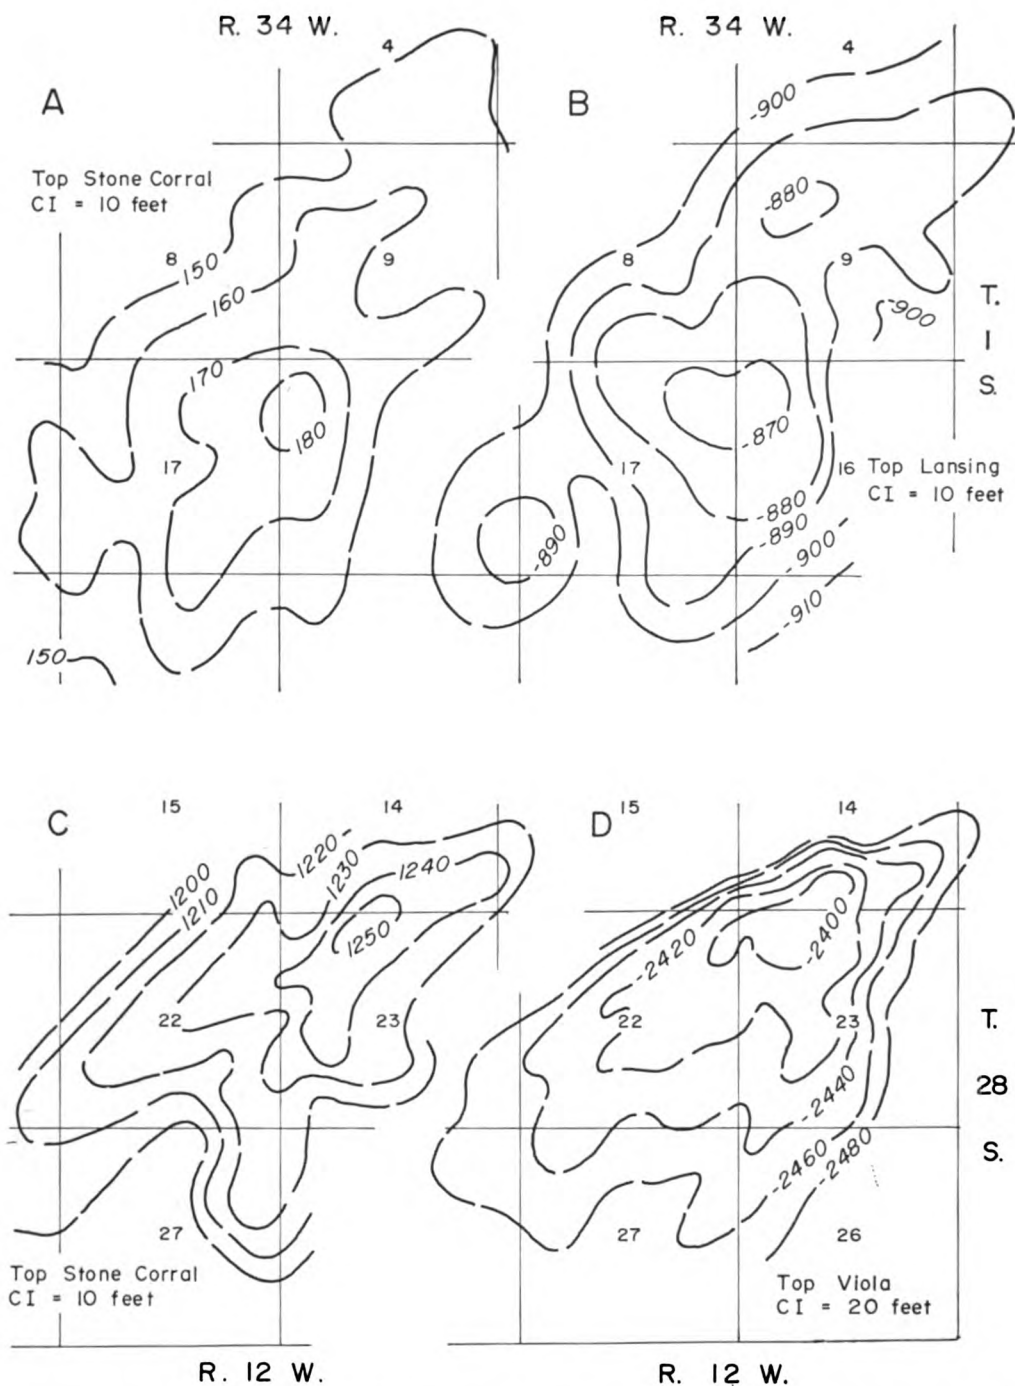 R. 34 W.
R. 34 W.
4
4
A
B
-900
Top Stone Corral
CI = 10 feet
-880
8
150
9
8
9
160
-900
T.
1
S.
170
180
-870
17
17
16
Top Lansing
CI = 10 feet
-880
-890
-890
-900
-910
150
15
14
15
14
C
D
1200
1210
1220
1230
1240
1250
-2400
-2420
22
23
22
23
T.
28
S.
-2440
-2460
-2480
27
27
26
Top Stone Corral
CI = 10 feet
Top Viola
CI = 20 feet
R. 12 W.
R. 12 W.